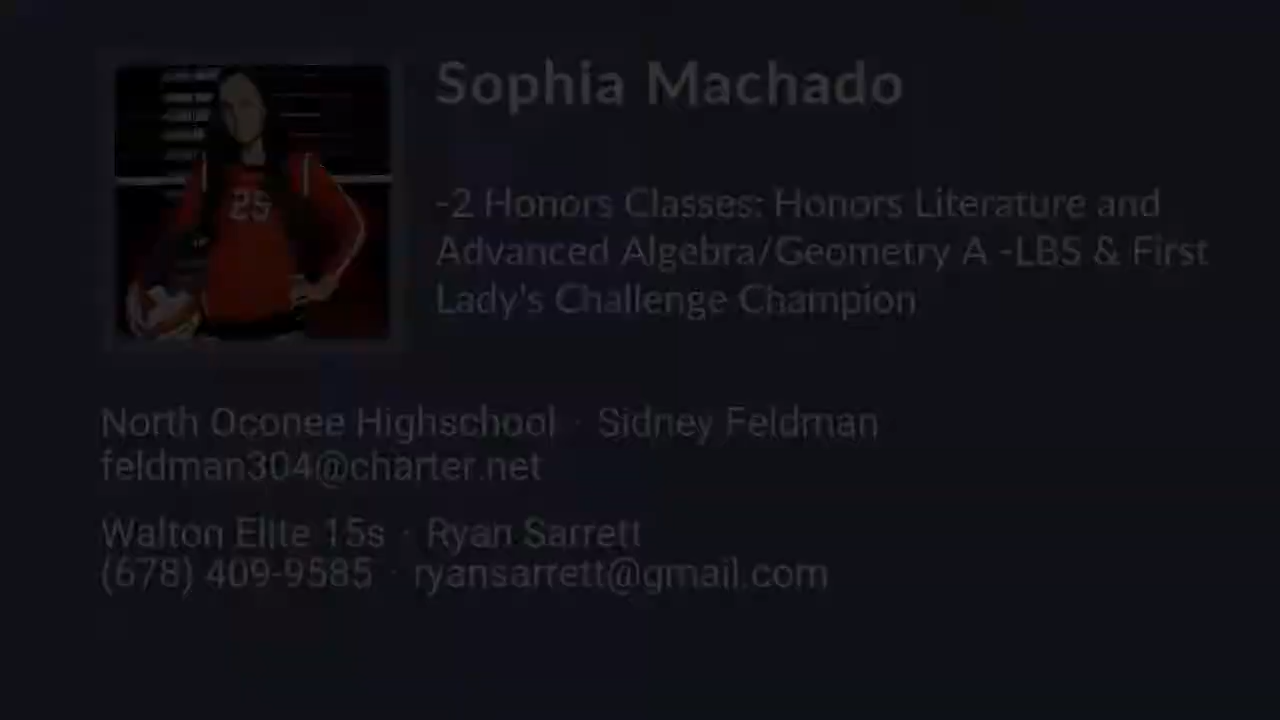 Sophia Machado
25
-2 Honors Classes: Honors Literature and
Advanced Algebra/Geometry A -LBS & First
Lady's Challenge Champion
North Oconee Highschool · Sidney Feldman
feldman304@charter.net
Walton Elite 15s · Ryan Sarrett
(678) 409-9585 · ryansarrett@gmail.com